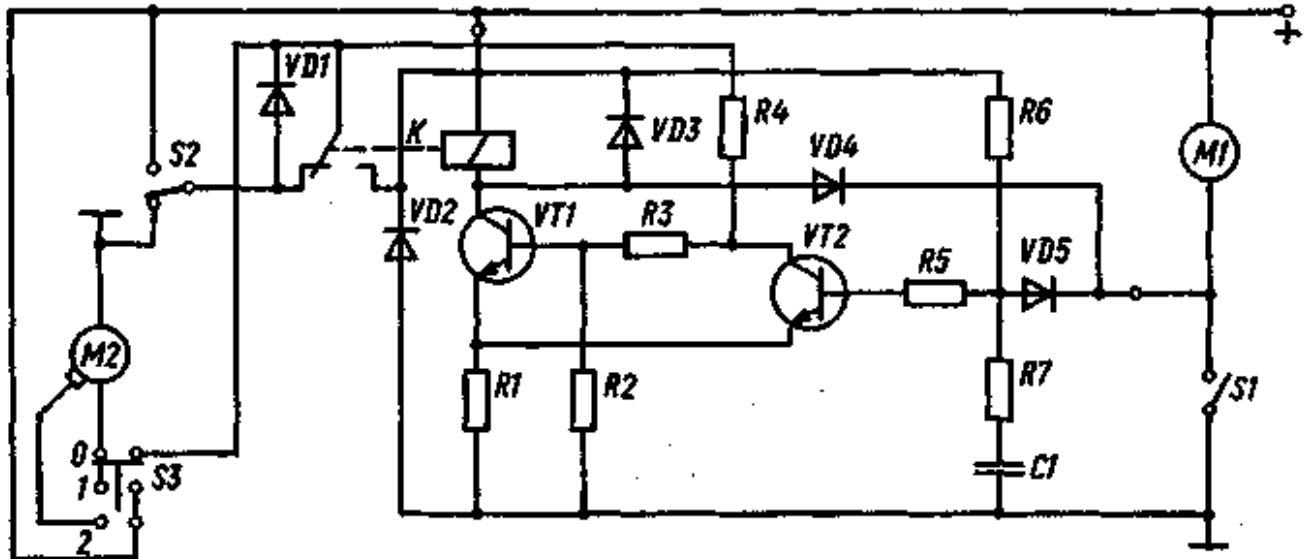 +
VD1
S2
K
VD3
R4
R6
VD4
M1
VD2
VT1
R3
VT2
R5
VD5
M2
R1
R2
R7
S1
0
1
S3
C1
2